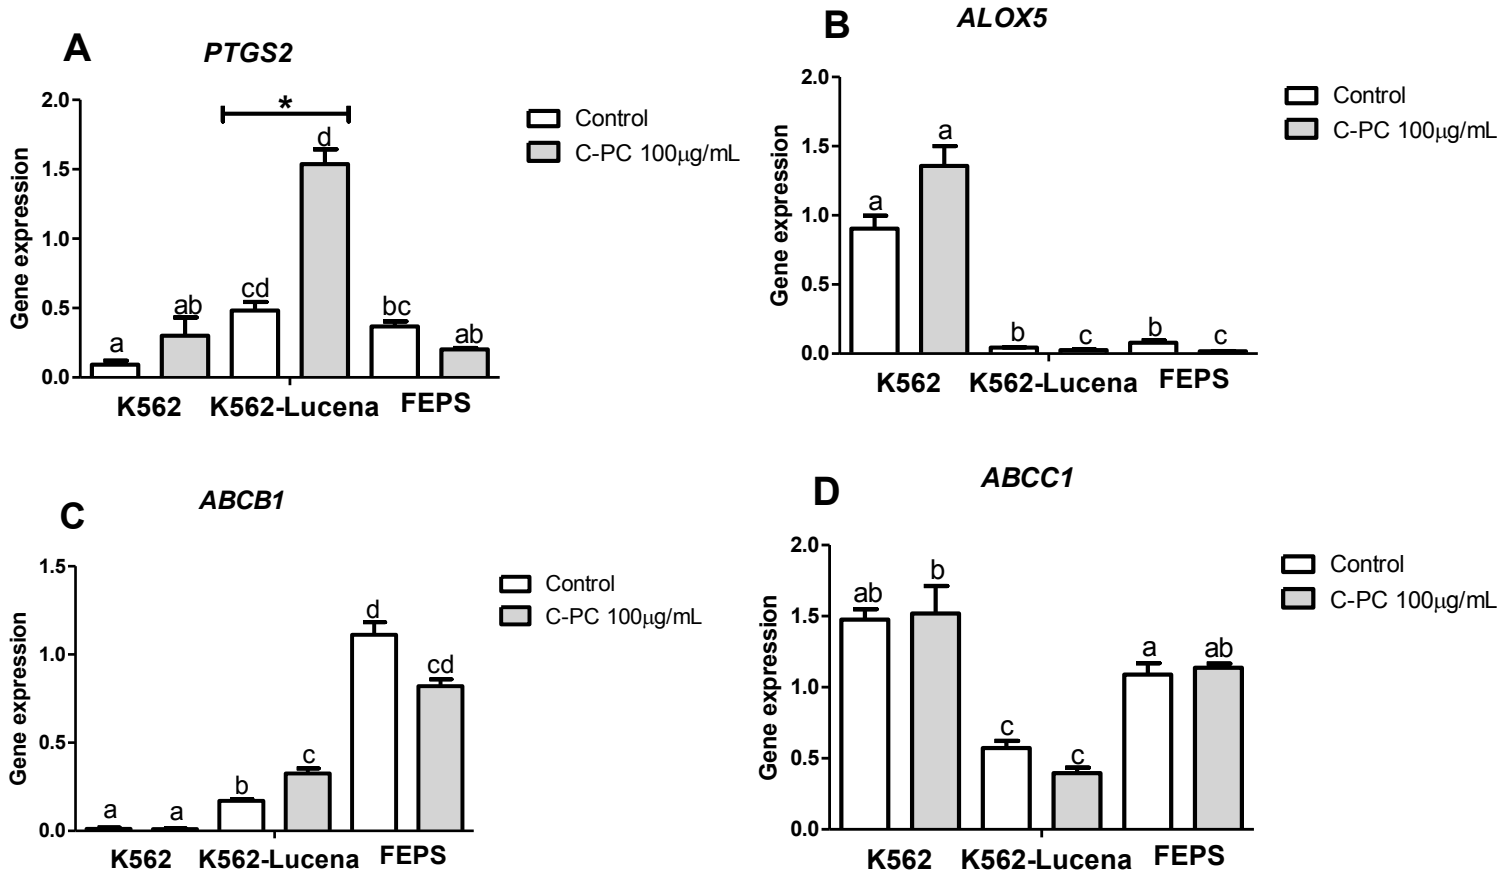 A
PTGS2
*
2.0
1.5
1.0
0.5
0.0
Gene expression
a
ab
cd
d
bc
ab
K562
K562-Lucena
FEPS
Control
C-PC 100μg/mL
B
ALOX5
2.0
1.5
1.0
0.5
0.0
Gene expression
a
a
b
c
b
c
K562
K562-Lucena
FEPS
Control
C-PC 100μg/mL
C
ABCB1
1.5
1.0
0.5
0.0
Gene expression
a
a
b
c
d
cd
K562
K562-Lucena
FEPS
Control
C-PC 100μg/mL
D
ABCC1
2.0
1.5
1.0
0.5
0.0
Gene expression
ab
b
c
c
a
ab
K562
K562-Lucena
FEPS
Control
C-PC 100μg/mL